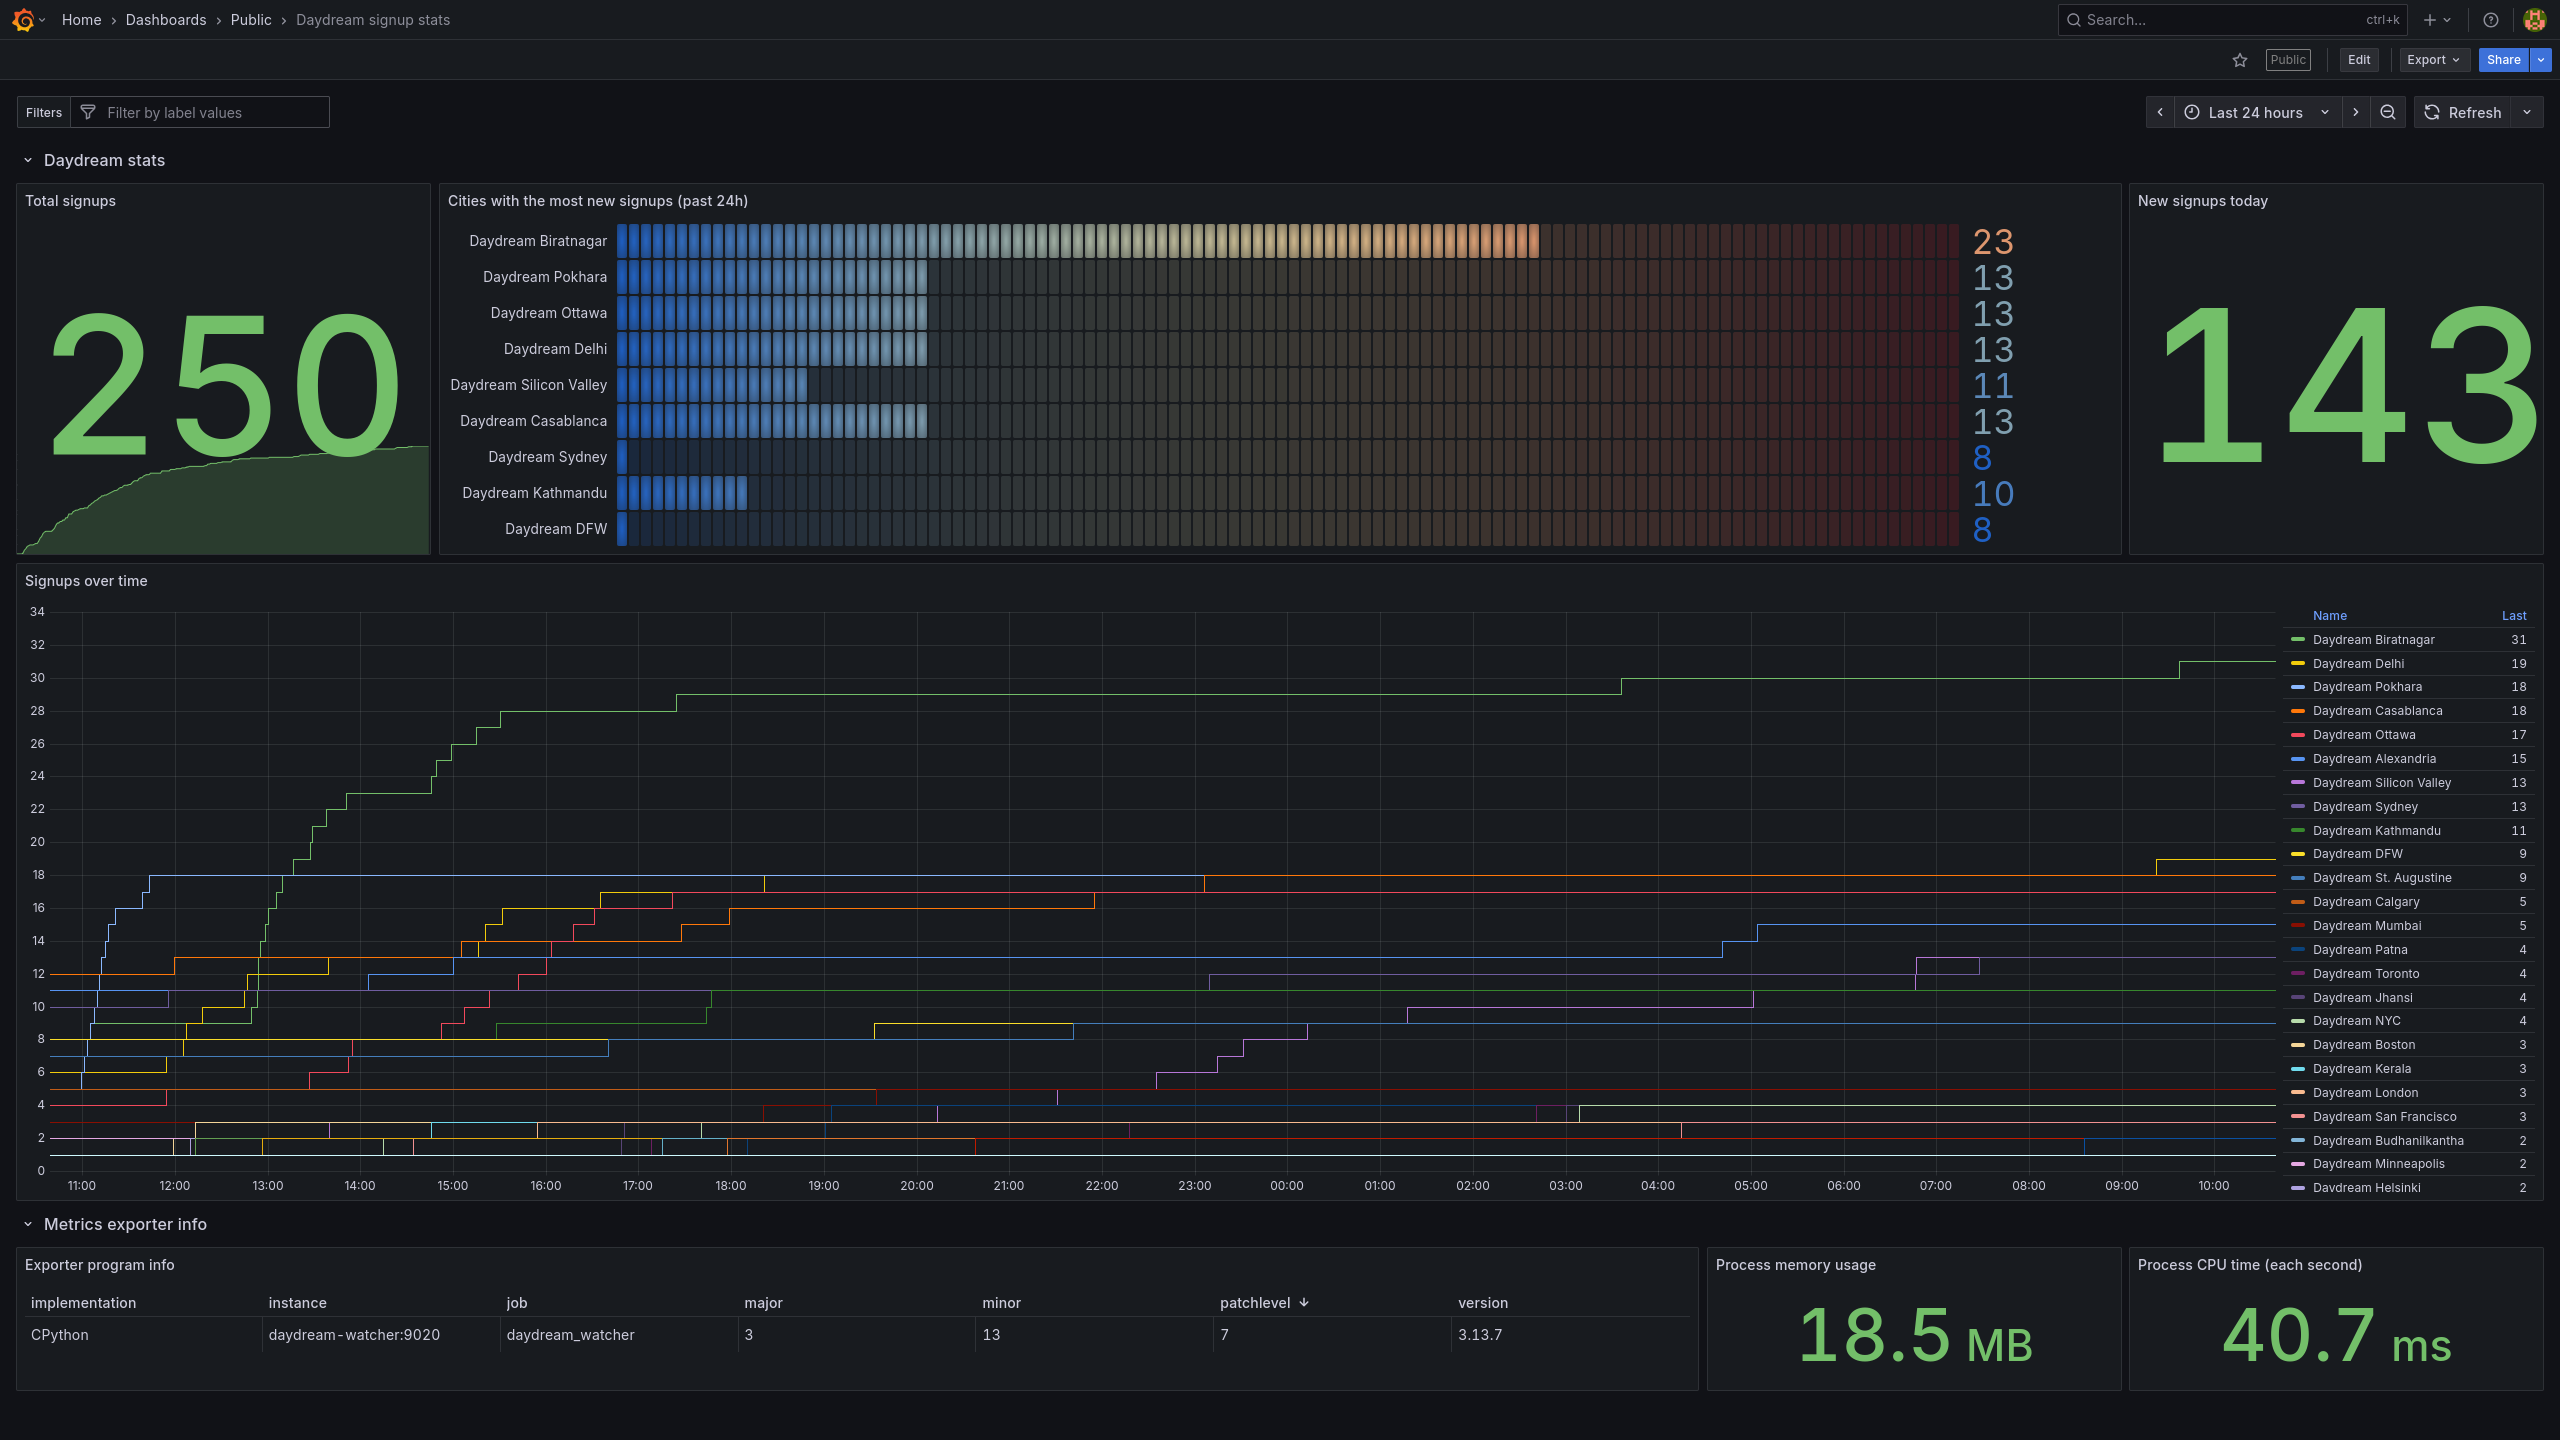 Home › Dashboards › Public › Daydream signup stats
Search... ctrl+k
Public Edit Export Share
Filters Filter by label values
Last 24 hours Refresh
Daydream stats
Total signups
250
Cities with the most new signups (past 24h)
Daydream Biratnagar 23
Daydream Pokhara 13
Daydream Ottawa 13
Daydream Delhi 13
Daydream Silicon Valley 11
Daydream Casablanca 13
Daydream Sydney 8
Daydream Kathmandu 10
Daydream DFW 8
New signups today
143
Signups over time
34
32
30
28
26
24
22
20
18
16
14
12
10
8
6
4
2
0
11:00 12:00 13:00 14:00 15:00 16:00 17:00 18:00 19:00 20:00 21:00 22:00 23:00 00:00 01:00 02:00 03:00 04:00 05:00 06:00 07:00 08:00 09:00 10:00
Name Last
Daydream Biratnagar 31
Daydream Delhi 19
Daydream Pokhara 18
Daydream Casablanca 18
Daydream Ottawa 17
Daydream Alexandria 15
Daydream Silicon Valley 13
Daydream Sydney 13
Daydream Kathmandu 11
Daydream DFW 9
Daydream St. Augustine 9
Daydream Calgary 5
Daydream Mumbai 5
Daydream Patna 4
Daydream Toronto 4
Daydream Jhansi 4
Daydream NYC 4
Daydream Boston 3
Daydream Kerala 3
Daydream London 3
Daydream San Francisco 3
Daydream Budhanilkantha 2
Daydream Minneapolis 2
Daydream Helsinki 2
Metrics exporter info
Exporter program info
implementation instance job major minor patchlevel ↓ version
CPython daydream-watcher:9020 daydream_watcher 3 13 7 3.13.7
Process memory usage
18.5 MB
Process CPU time (each second)
40.7 ms